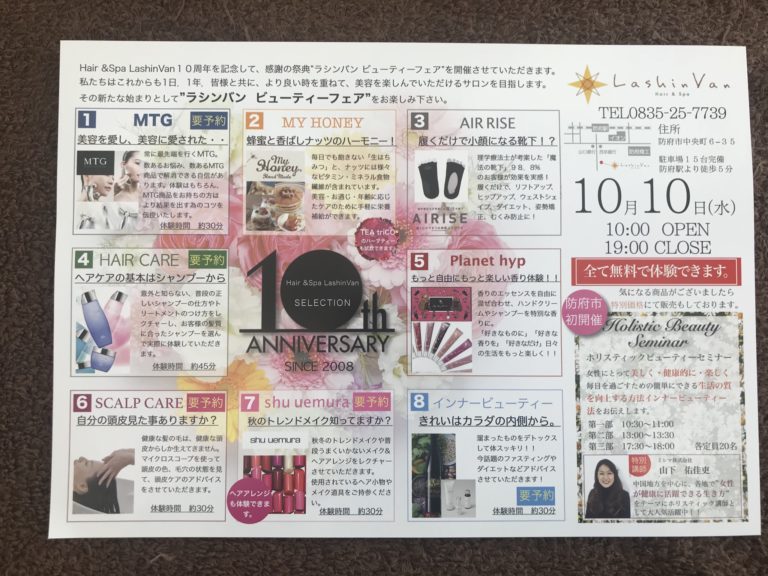 Hair &Spa LashinVan１０周年を記念して、感謝の祭典"ラシンバン ビューティーフェア"を開催させていただきます。
私たちはこれからも1日、1年、皆様と共に、より良い時を重ねて、美容を楽しんでいただけるサロンを目指します。
その新たな始まりとして"ラシンバン ビューティーフェア"をお楽しみ下さい。
LashinVan
Hair & Spa
TEL0835-25-7739
住所
防府市中央町６−３５
駐車場１５台完備
防府駅より徒歩５分
10月10日(水)
10:00 OPEN
19:00 CLOSE
全て無料で体験できます。
気になる商品がございましたら
特別価格にて販売もしております。
防府市
初開催
1 MTG 要予約
美容を愛し、美容に愛された・・
MTG
常に最先端を行くMTG。
数あるMTG
商品で解消できる自信があ
ります。体験はもちろん、
MTG商品をお持ちの方は
より結果を出す為のコツを
伝授いたします。
体験時間 約30分
2 MY HONEY
蜂蜜と香ばしナッツのハーモニー！
My Honey
毎日でも飽きない「生はち
みつ」と、ナッツには様々
なビタミン・ミネラル食物
繊維が含まれています。
美容・お通じ・年齢に応じ
たケアのために手軽に栄養
補給ができます。
TEA triCO
のハーブティー
も試飲できます
3 AIR RISE
履くだけで小顔になる靴下！？
理学療法士が考案した「魔
法の靴下」９８.８％
のお客様が効果を実感！
履くだけで、リフトアップ、
ヒップアップ、ウェストシェ
イプ、ダイエット、姿勢矯
正、むくみ防止に！
AIRISE
4 HAIR CARE 要予約
ヘアケアの基本はシャンプーから
意外と知らない、普段の正
しいシャンプーの仕方やト
リートメントのつけ方をレ
クチャーし、お客様の髪質
に合ったシャンプーを選ん
で実際に体験していただき
ます。
体験時間 約45分
Hair &Spa LashinVan
SELECTION
10th
ANNIVERSARY
SINCE 2008
5 Planet hyp
もっと自由にもっと楽しい香り体験！！
香りのエッセンスを自由に
混ぜ合わせ、ハンドクリー
ムやシャンプーを特別な香
りに。
「好きなものに」「好きな
香りを」「好きなだけ」日々
の生活をもっと楽しく！！
6 SCALP CARE 要予約
自分の頭皮見た事ありますか？
健康な髪の毛は、健康な頭
皮からしか生えてきません。
マイクロスコープを使って
頭皮の色、毛穴の状態を見
て、頭皮ケアのアドバイス
をさせていただきます。
体験時間 約30分
7 shu uemura 要予約
秋のトレンドメイク知ってますか？
shu uemura
秋冬のトレンドメイクや普
段うまくいかないメイク&
ヘアアレンジをレクチャー
させていただきます。
使用されているヘア小物や
メイク道具をご持参くださ
い。
体験時間 約30分
ヘアアレンジ
も体験できま
す。
8 インナービューティー
きれいはカラダの内側から。
溜まったものをデトックス
して体スッキリ！！
今話題のファスティングや
ダイエットなどアドバイス
させていただきます！
要予約
体験時間 約30分
Holistic Beauty
Seminar
ホリスティックビューティーセミナー
女性にとって美しく・健康的に・楽しく
毎日を過ごすための簡単にできる生活の質
を向上する方法インナービューティー
法をお伝えします。
第一部 10:30〜11:00
第二部 13:00〜13:30
第三部 17:30〜18:00 各定員20名
特別
講師
ミシマ株式会社
山下 佑佳
中国地方を中心に、各地で"女性
が健康に活躍できる生き方"
をテーマにホリスティック講師と
して大人気活躍中！！